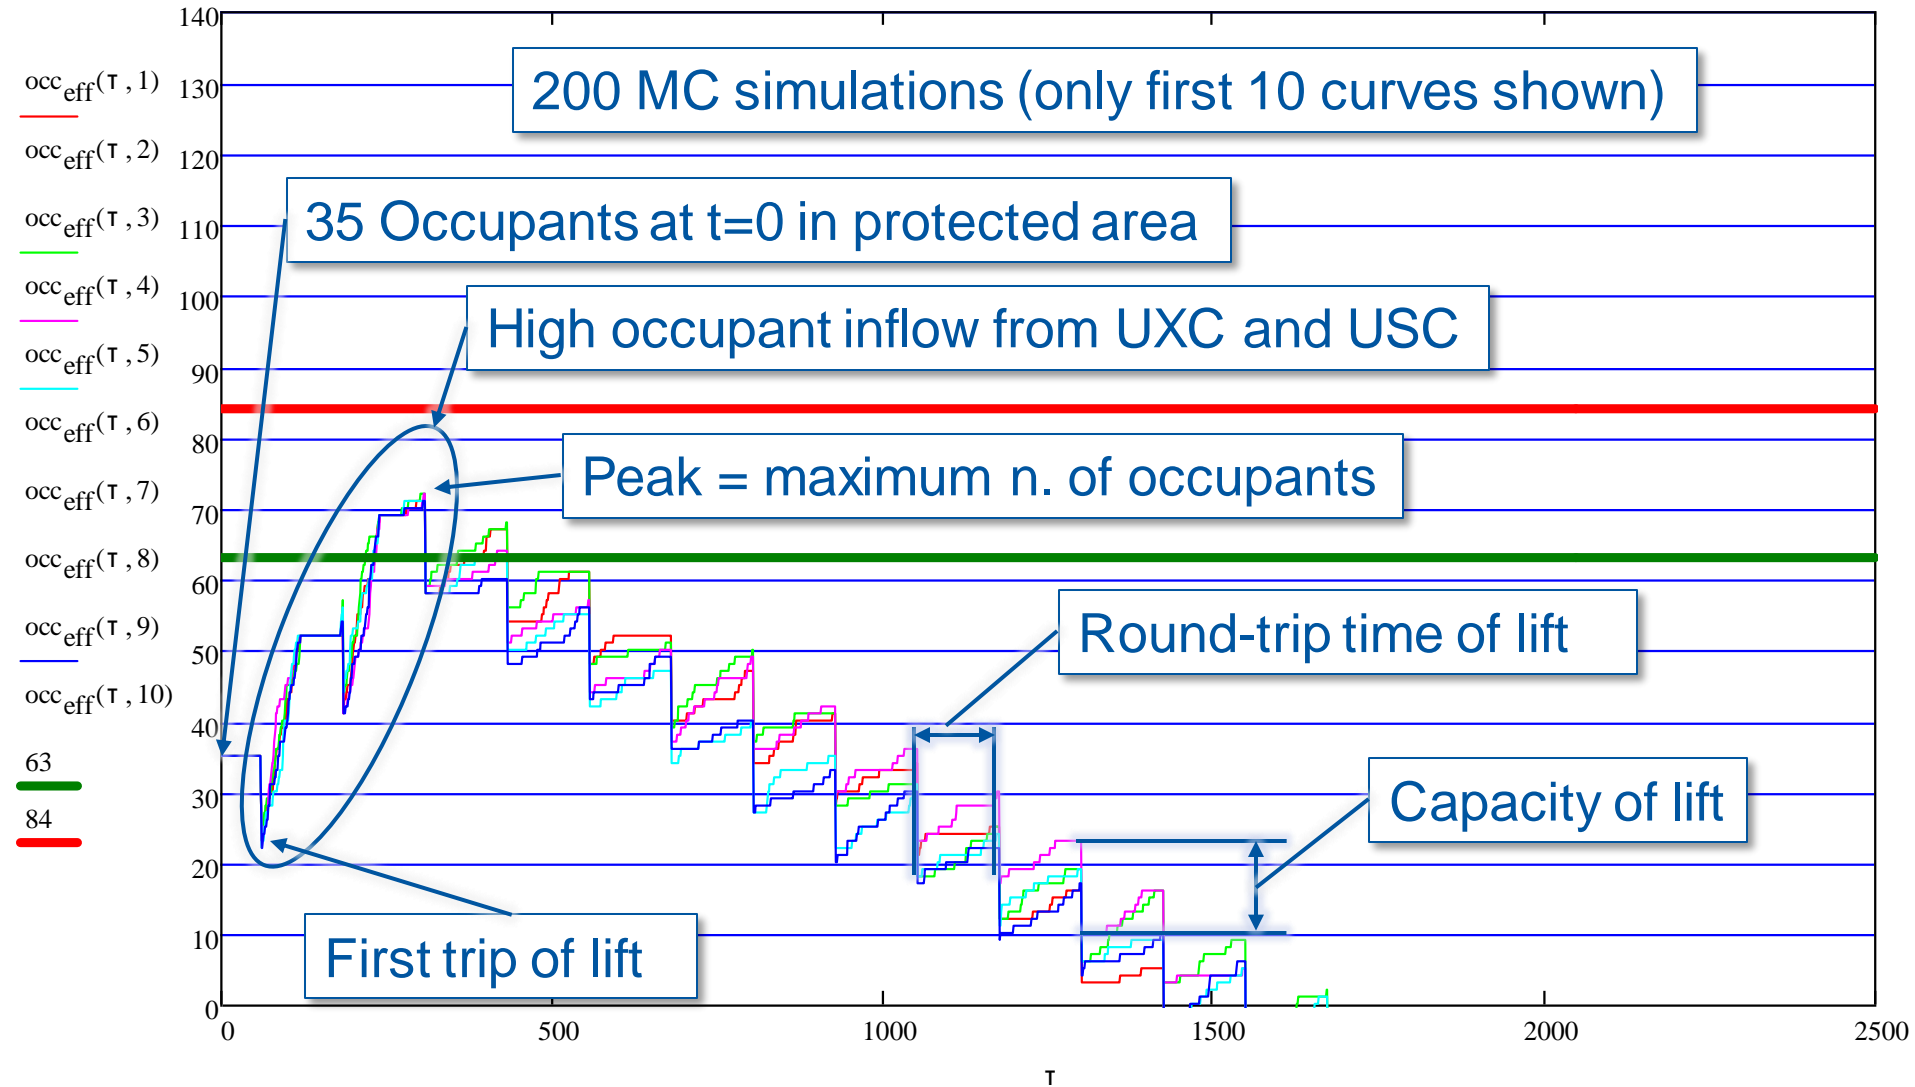 140
occeff(τ , 1)
130
200 MC simulations (only first 10 curves shown)
occeff(τ , 2)
120
occeff(τ , 3)
110
35 Occupants at t=0 in protected area
occeff(τ , 4)
100
High occupant inflow from UXC and USC
occeff(τ , 5)
90
occeff(τ , 6)
80
Peak = maximum n. of occupants
occeff(τ , 7)
70
occeff(τ , 8)
60
occeff(τ , 9)
50
Round-trip time of lift
occeff(τ , 10)
40
63
30
Capacity of lift
84
20
10
First trip of lift
0
0
500
1000
1500
2000
2500
τ